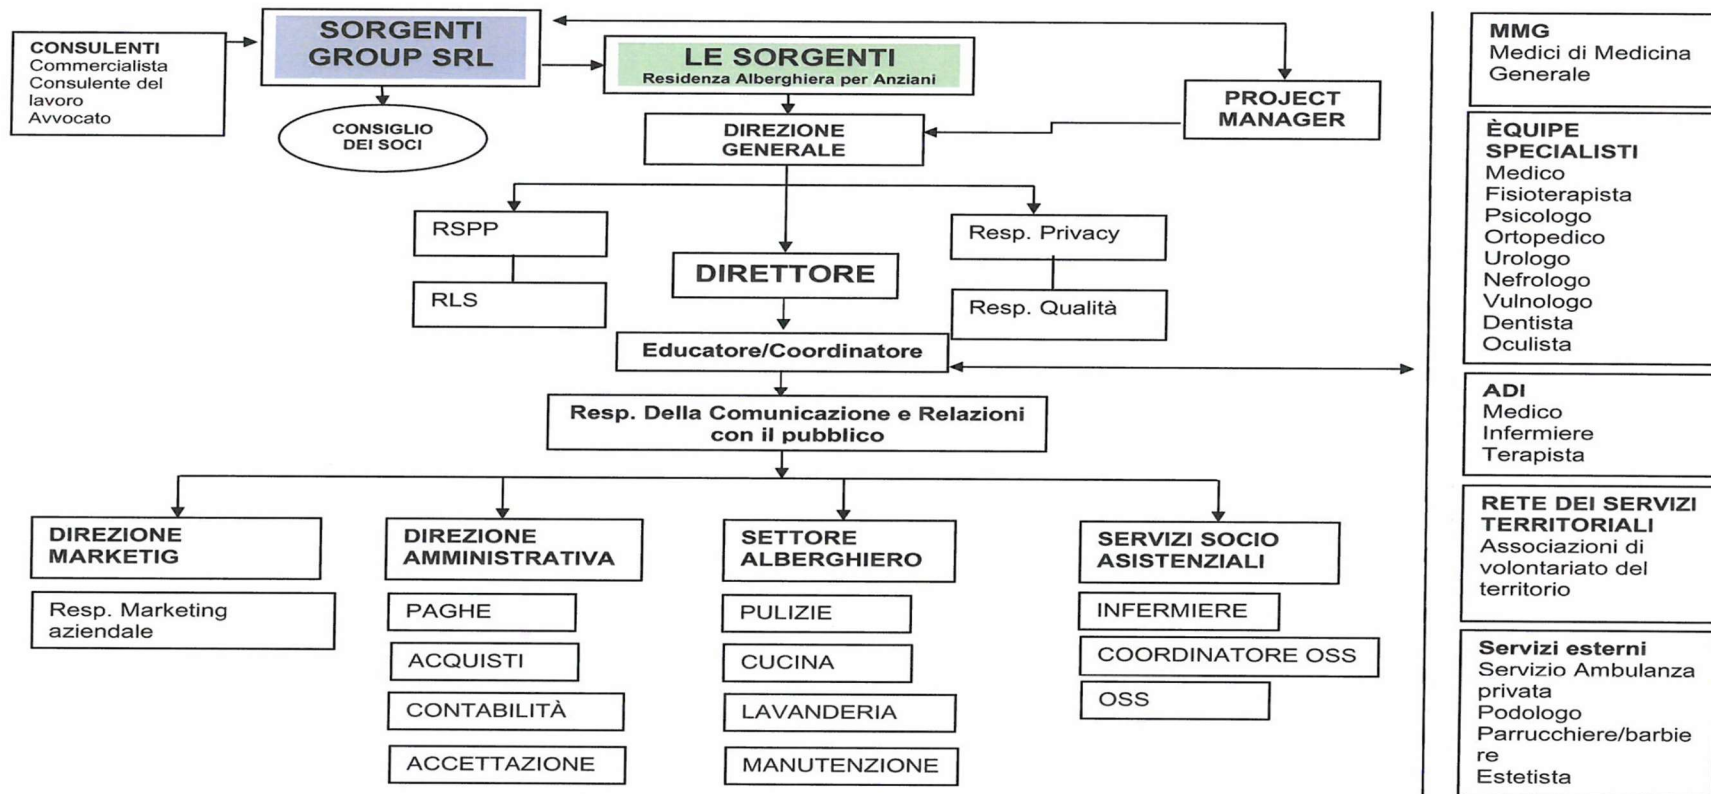 CONSULENTI
Commercialista
Consulente del
lavoro
Avvocato
SORGENTI
GROUP SRL
CONSIGLIO
DEI SOCI
LE SORGENTI
Residenza Alberghiera per Anziani
DIREZIONE
GENERALE
PROJECT
MANAGER
RSPP
RLS
DIRETTORE
Resp. Privacy
Resp. Qualità
Educatore/Coordinatore
Resp. Della Comunicazione e Relazioni
con il pubblico
DIREZIONE
MARKETIG
Resp. Marketing
aziendale
DIREZIONE
AMMINISTRATIVA
PAGHE
ACQUISTI
CONTABILITÀ
ACCETTAZIONE
SETTORE
ALBERGHIERO
PULIZIE
CUCINA
LAVANDERIA
MANUTENZIONE
SERVIZI SOCIO
ASISTENZIALI
INFERMIERE
COORDINATORE OSS
OSS
MMG
Medici di Medicina
Generale
ÈQUIPE
SPECIALISTI
Medico
Fisioterapista
Psicologo
Ortopedico
Urologo
Nefrologo
Vulnologo
Dentista
Oculista
ADI
Medico
Infermiere
Terapista
RETE DEI SERVIZI
TERRITORIALI
Associazioni di
volontariato del
territorio
Servizi esterni
Servizio Ambulanza
privata
Podologo
Parrucchiere/barbie
re
Estetista